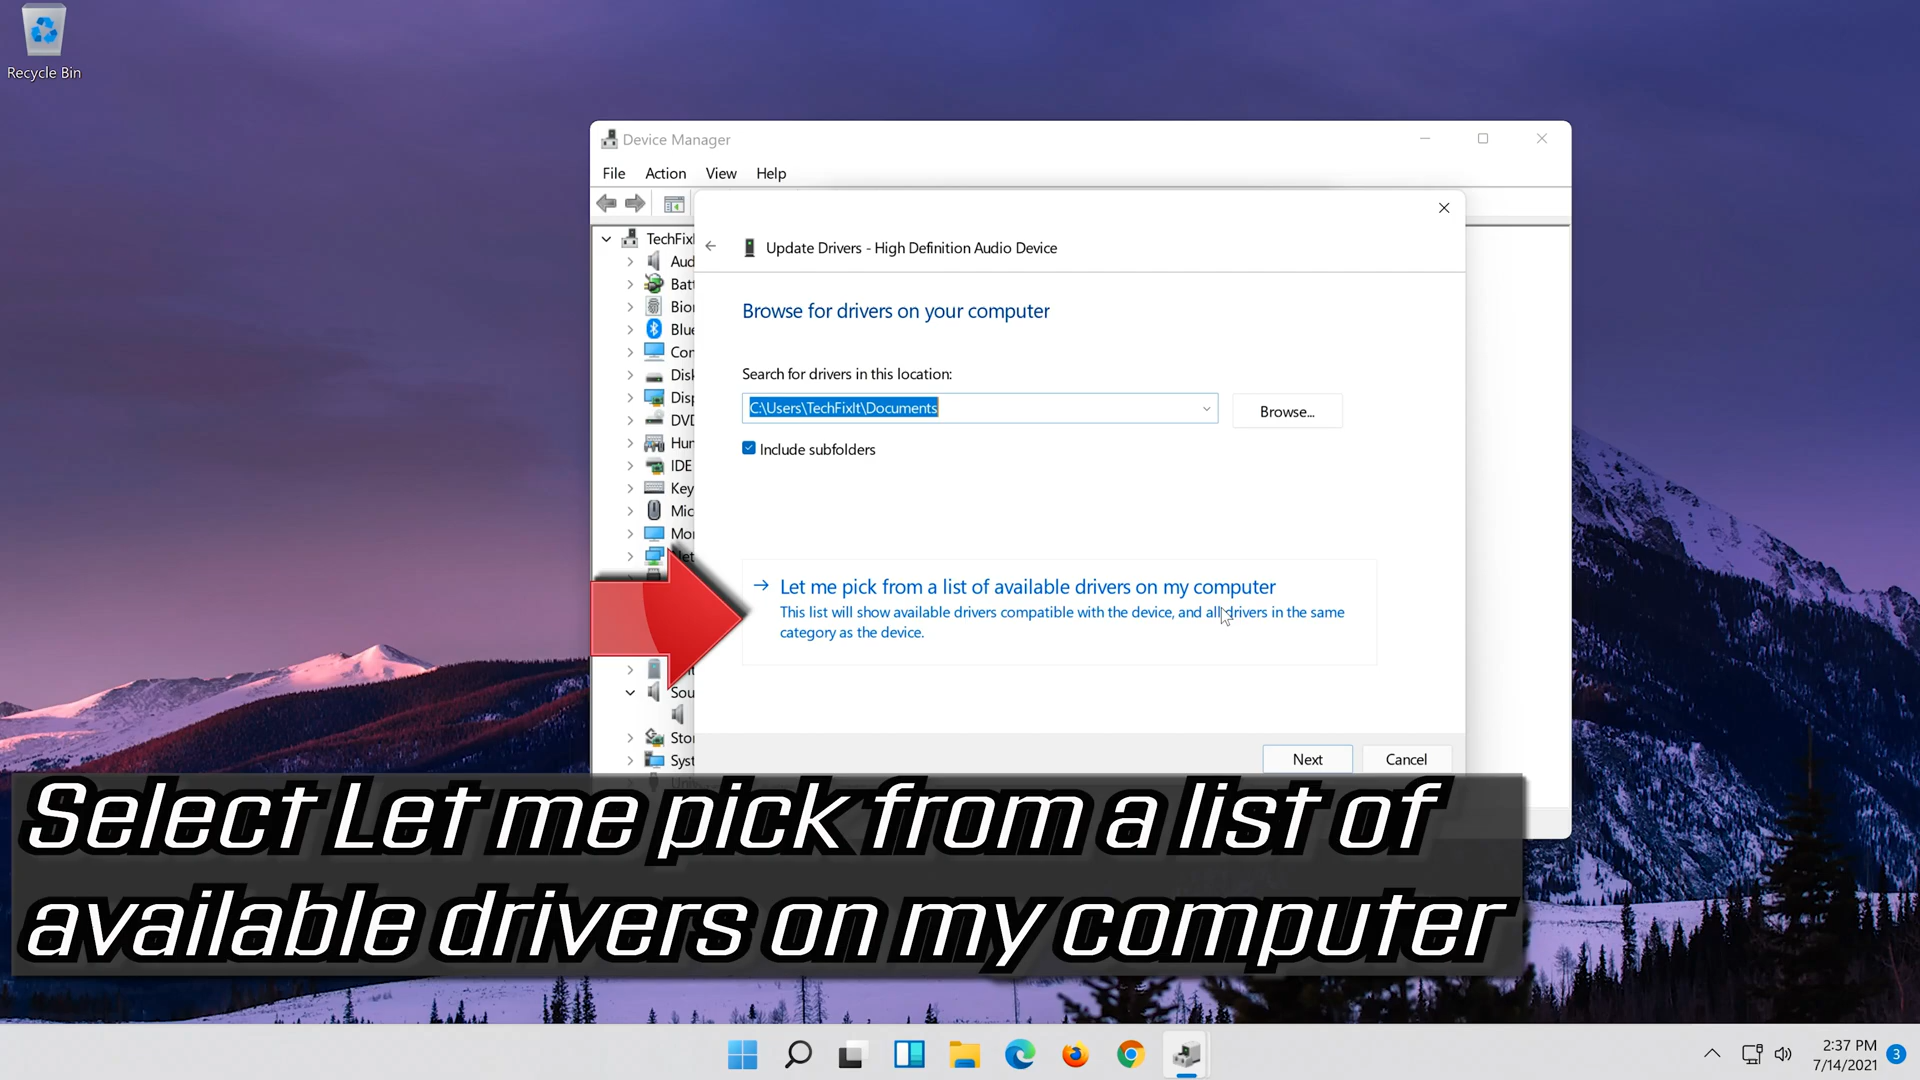 Recycle Bin
Device Manager
File Action View Help
TechFixI
Update Drivers - High Definition Audio Device
Aud
Batt
Bior
Blue
Con
Disk
Disp
DVD
Hum
IDE
Key
Mic
Mon
Net
Sou
Stor
Syst
Browse for drivers on your computer
Search for drivers in this location:
C:\Users\TechFixIt\Documents
Browse...
Include subfolders
Let me pick from a list of available drivers on my computer
This list will show available drivers compatible with the device, and all drivers in the same
category as the device.
Next
Cancel
Select Let me pick from a list of
available drivers on my computer
2:37 PM
7/14/2021
3